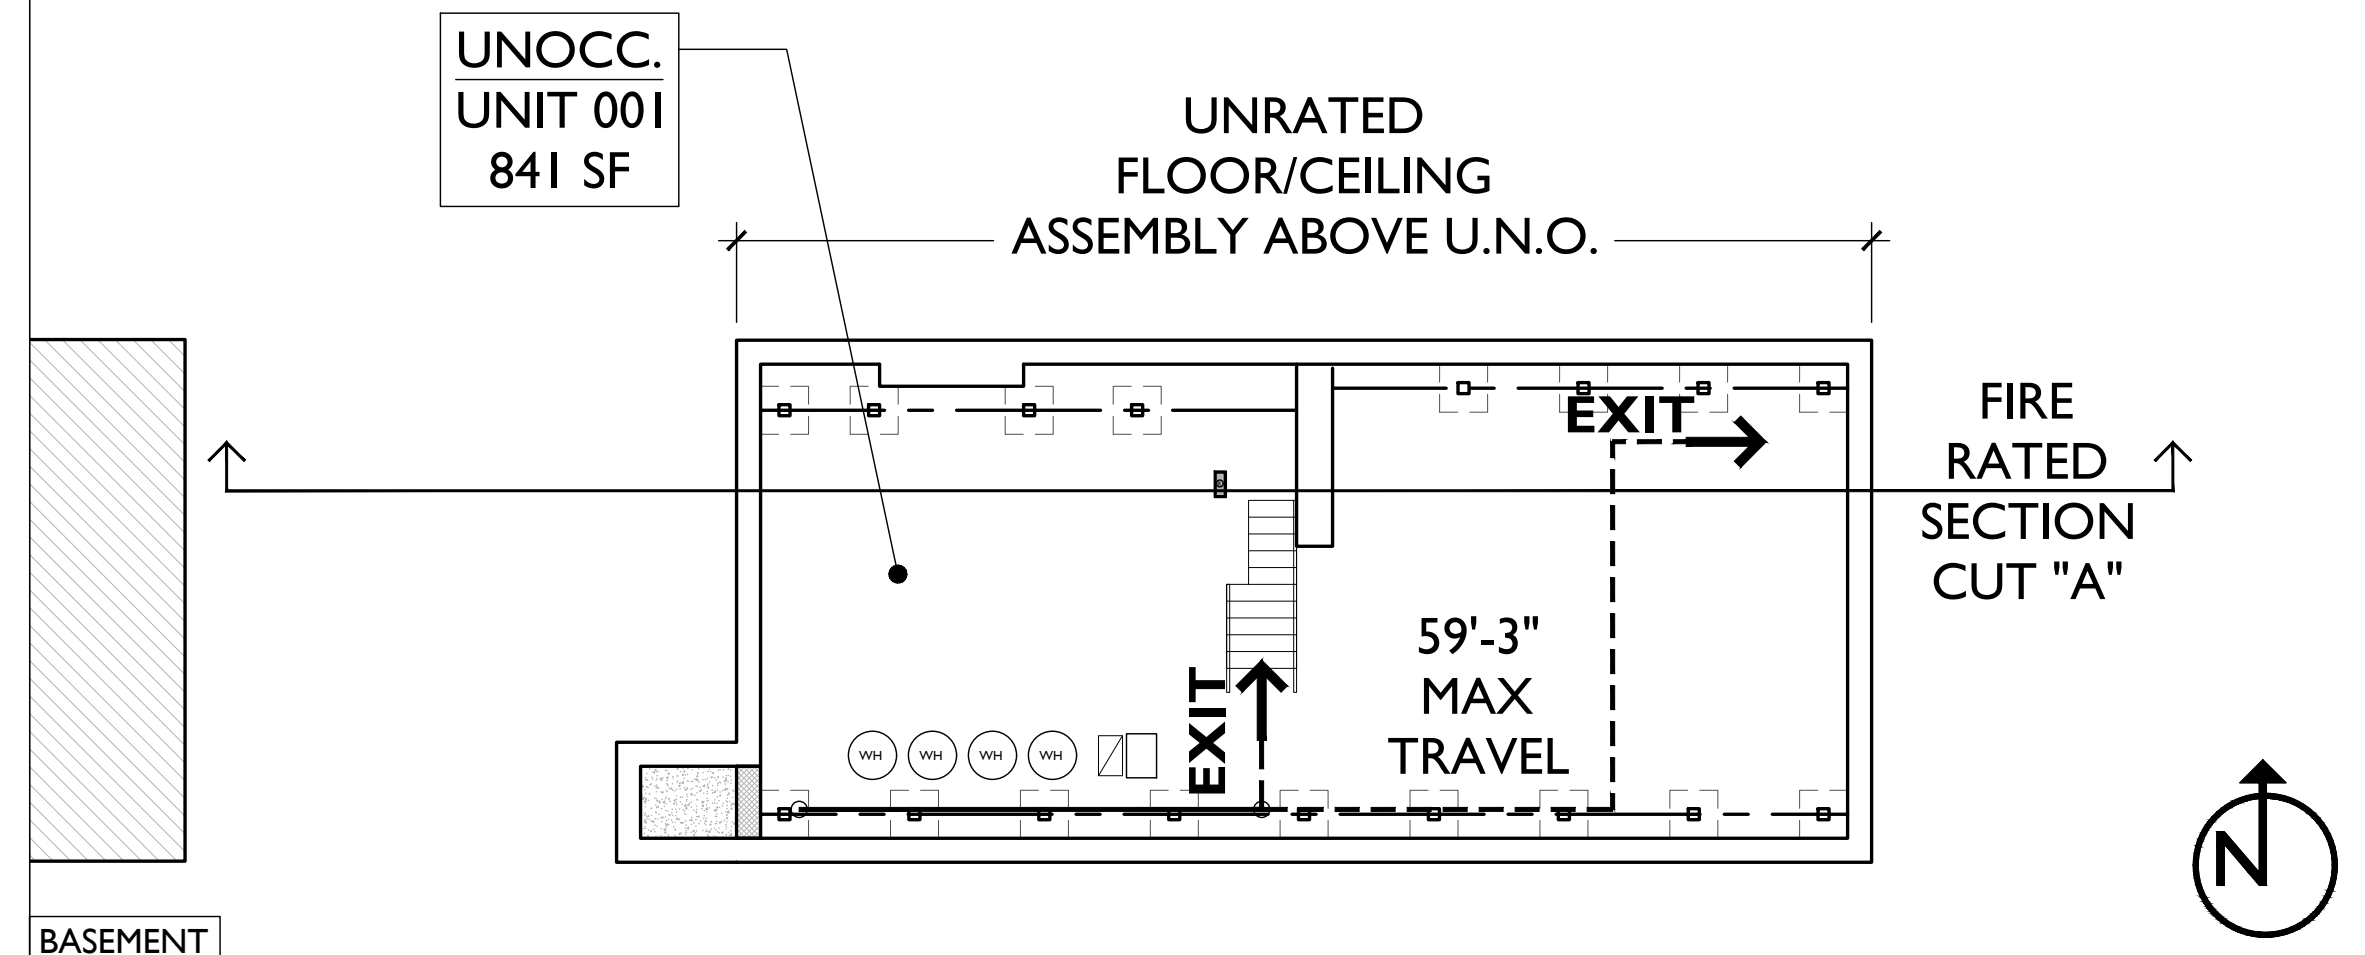 UNOCC.
UNIT 001
841 SF
UNRATED
FLOOR/CEILING
ASSEMBLY ABOVE U.N.O.
EXIT
FIRE
RATED
SECTION
CUT "A"
59'-3"
MAX
TRAVEL
EXIT
WH
WH
WH
WH
N
BASEMENT